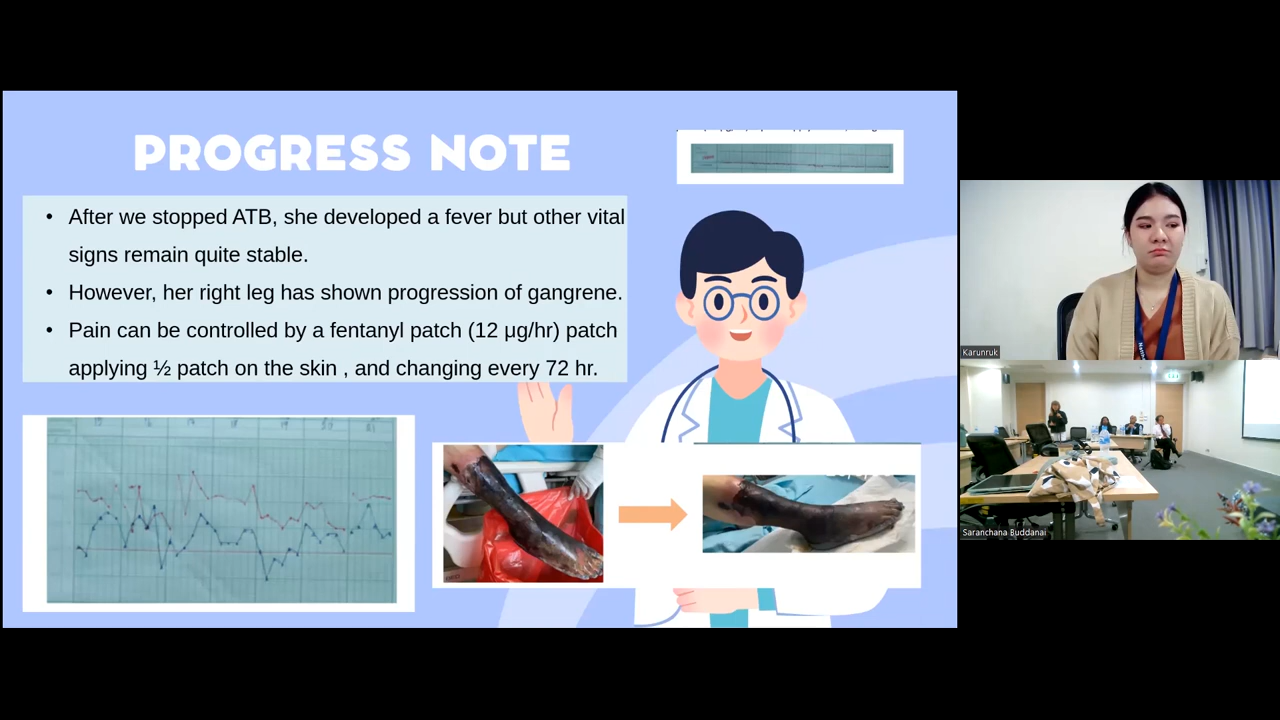 PROGRESS NOTE
• After we stopped ATB, she developed a fever but other vital
signs remain quite stable.
• However, her right leg has shown progression of gangrene.
• Pain can be controlled by a fentanyl patch (12 μg/hr) patch
applying ½ patch on the skin , and changing every 72 hr.
Karunruk
Saranchana Buddanai